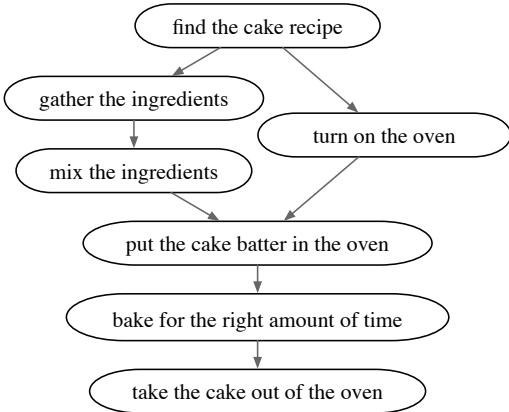 find the cake recipe
gather the ingredients
turn on the oven
mix the ingredients
put the cake batter in the oven
bake for the right amount of time
take the cake out of the oven